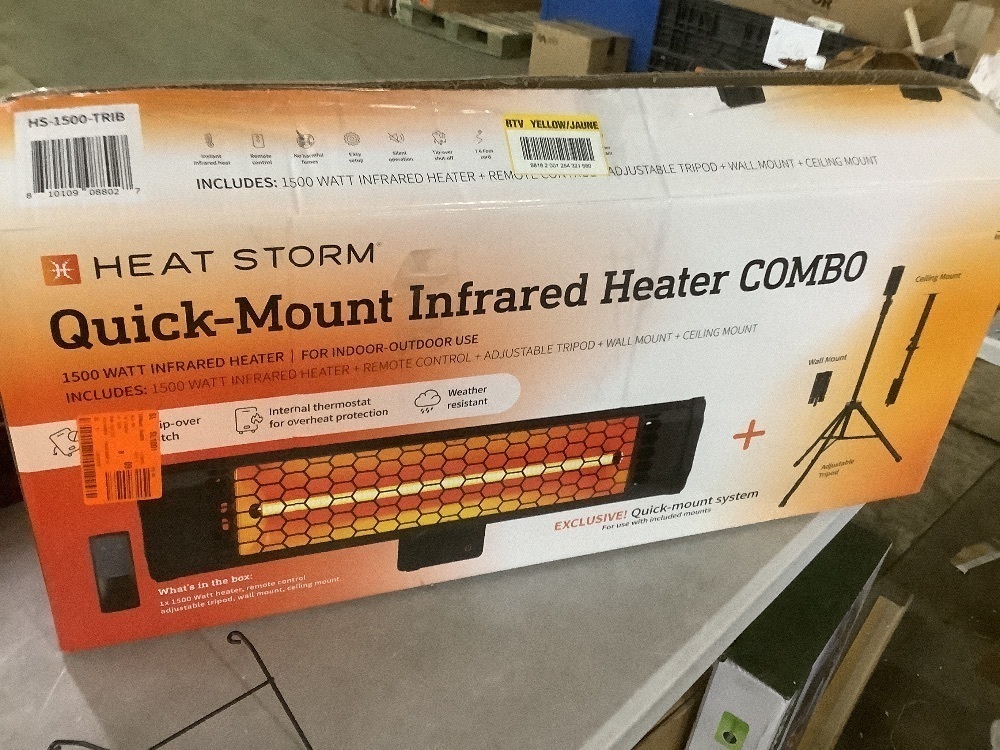 HS-1500-TRIB
8 10109 08802 7
Instant infrared heat
Remote control
No harmful fumes
Easy setup
Silent operation
Tip-over shut-off
RTV YELLOW/JAUNE
INCLUDES: 1500 WATT INFRARED HEATER + REMOTE ADJUSTABLE TRIPOD + WALL MOUNT + CEILING MOUNT
HEAT STORM
Quick-Mount Infrared Heater COMBO
1500 WATT INFRARED HEATER | FOR INDOOR-OUTDOOR USE
INCLUDES: 1500 WATT INFRARED HEATER + REMOTE CONTROL + ADJUSTABLE TRIPOD + WALL MOUNT + CEILING MOUNT
ip-over
tch
Internal thermostat
for overheat protection
Weather
resistant
Ceiling Mount
Wall Mount
+
Adjustable
Tripod
EXCLUSIVE! Quick-mount system
For use with included mounts
What's in the box:
1x 1500 Watt heater, remote control
adjustable tripod, wall mount, ceiling mount